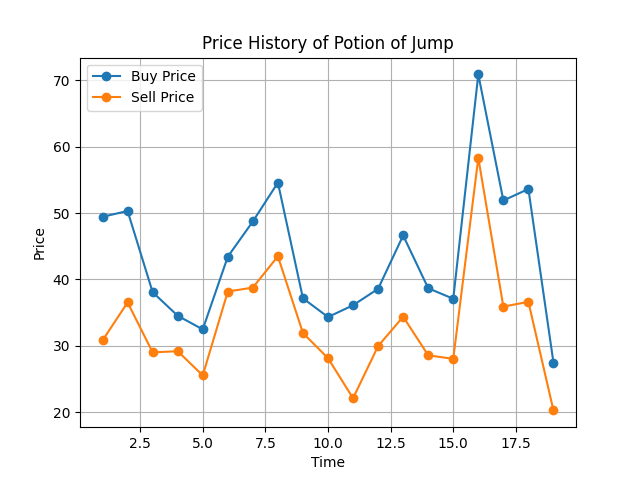 Price History of Potion of Jump
Buy Price
Sell Price
Price
70
60
50
40
30
20
2.5 5.0 7.5 10.0 12.5 15.0 17.5
Time